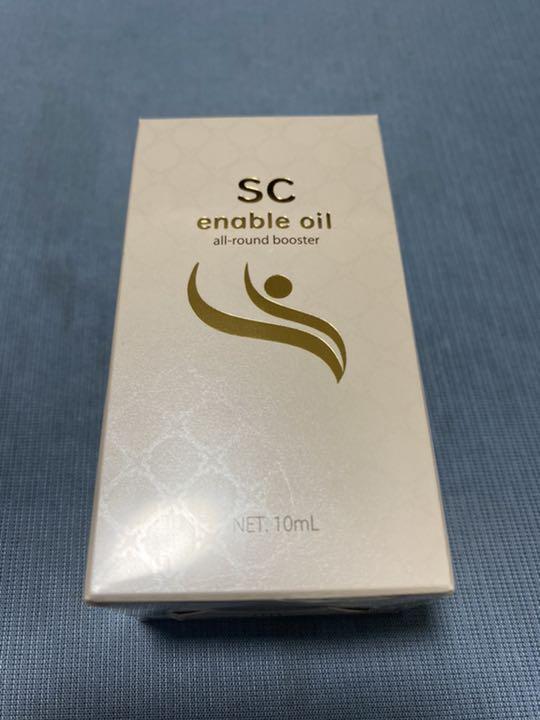 SC
enable oil
all-round booster
NET. 10mL